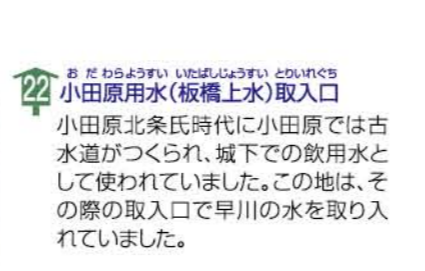 22
おだわらようすい いたばしじょうすい とりいれぐち
小田原用水(板橋上水)取入口
小田原北条氏時代に小田原では古
水道がつくられ、城下での飲用水と
して使われていました。この地は、そ
の際の取入口で早川の水を取り入
れていました。